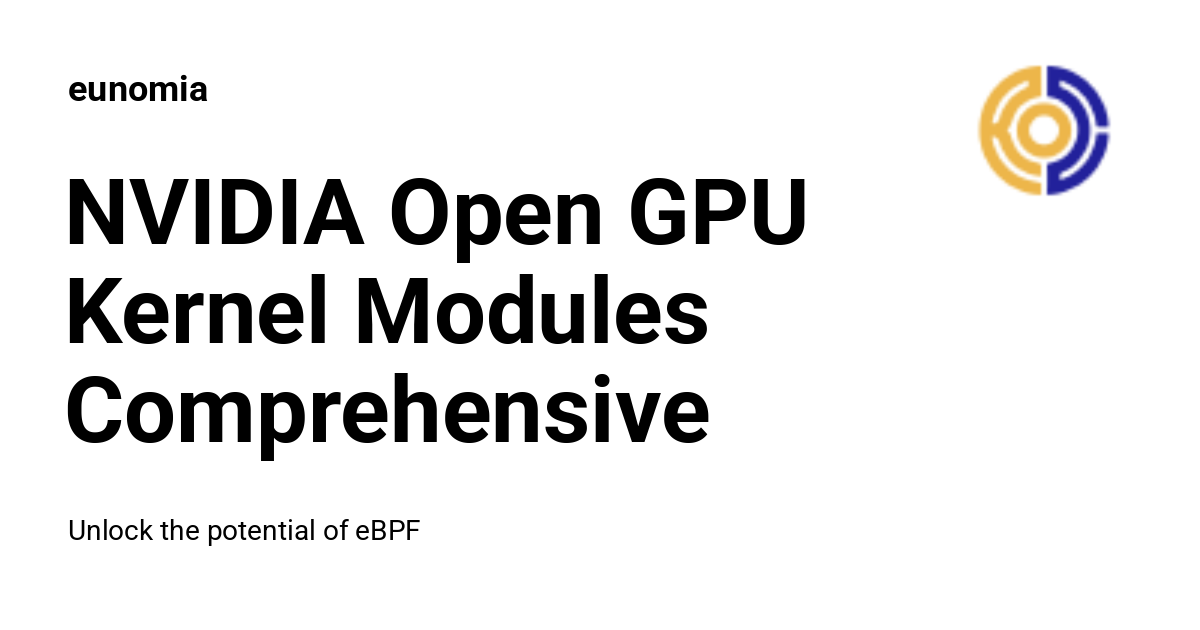 eunomia
NVIDIA Open GPU
Kernel Modules
Comprehensive
Unlock the potential of eBPF